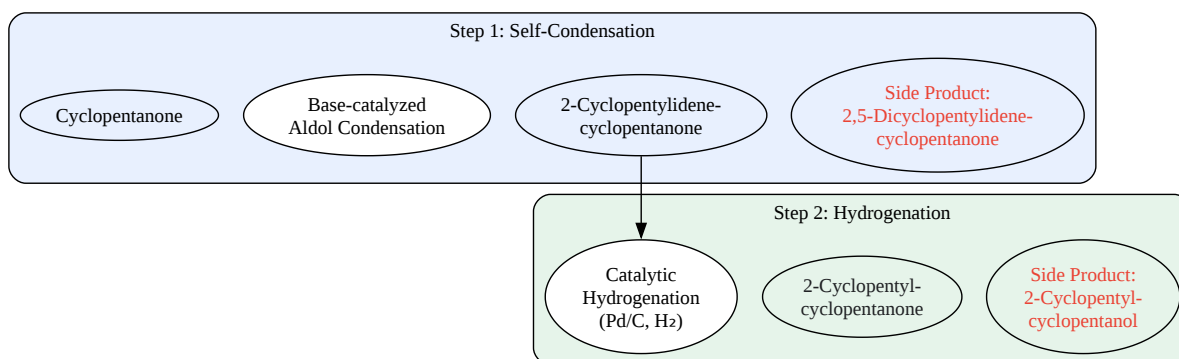 Step 1: Self-Condensation
Cyclopentanone
Base-catalyzed
Aldol Condensation
2-Cyclopentylidene-
cyclopentanone
Side Product:
2,5-Dicyclopentylidene-
cyclopentanone
Step 2: Hydrogenation
Catalytic
Hydrogenation
(Pd/C, H₂)
2-Cyclopentyl-
cyclopentanone
Side Product:
2-Cyclopentyl-
cyclopentanol